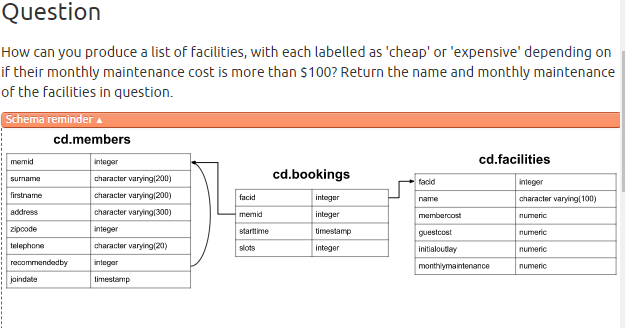 Question
How can you produce a list of facilities, with each labelled as 'cheap' or 'expensive' depending on
if their monthly maintenance cost is more than $100? Return the name and monthly maintenance
of the facilities in question.
Schema reminder ▲
cd.members
memid integer
surname character varying(200)
firstname character varying(200)
address character varying(300)
zipcode integer
telephone character varying(20)
recommendedby integer
joindate timestamp
cd.bookings
facid integer
memid integer
starttime timestamp
slots integer
cd.facilities
facid integer
name character varying(100)
membercost numeric
guestcost numeric
initialoutlay numeric
monthlymaintenance numeric